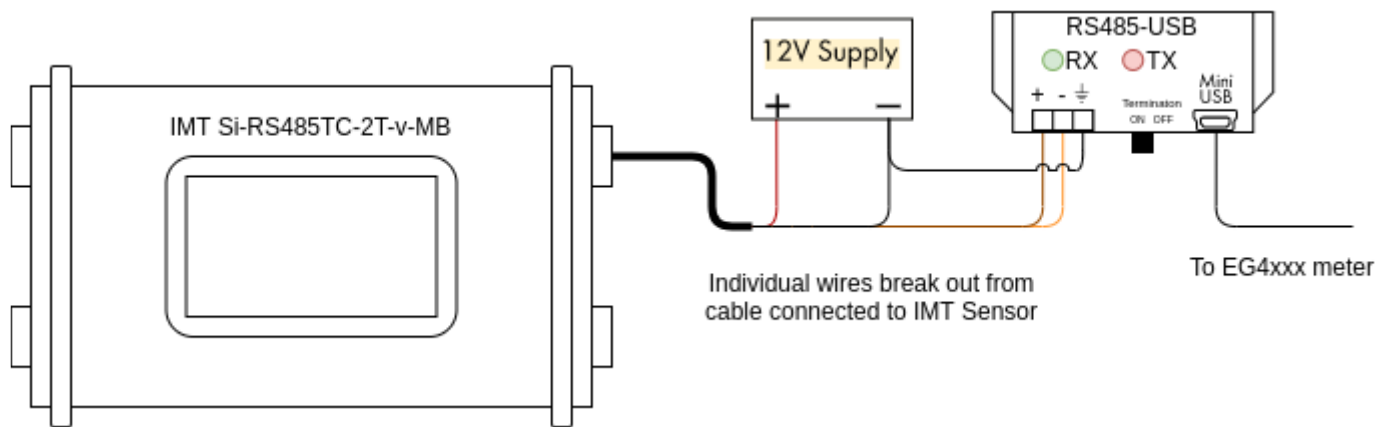 IMT Si-RS485TC-2T-v-MB
12V Supply
+ −
RS485-USB
RX TX
+ -
Terminaton
ON OFF
Mini
USB
Individual wires break out from
cable connected to IMT Sensor
To EG4xxx meter